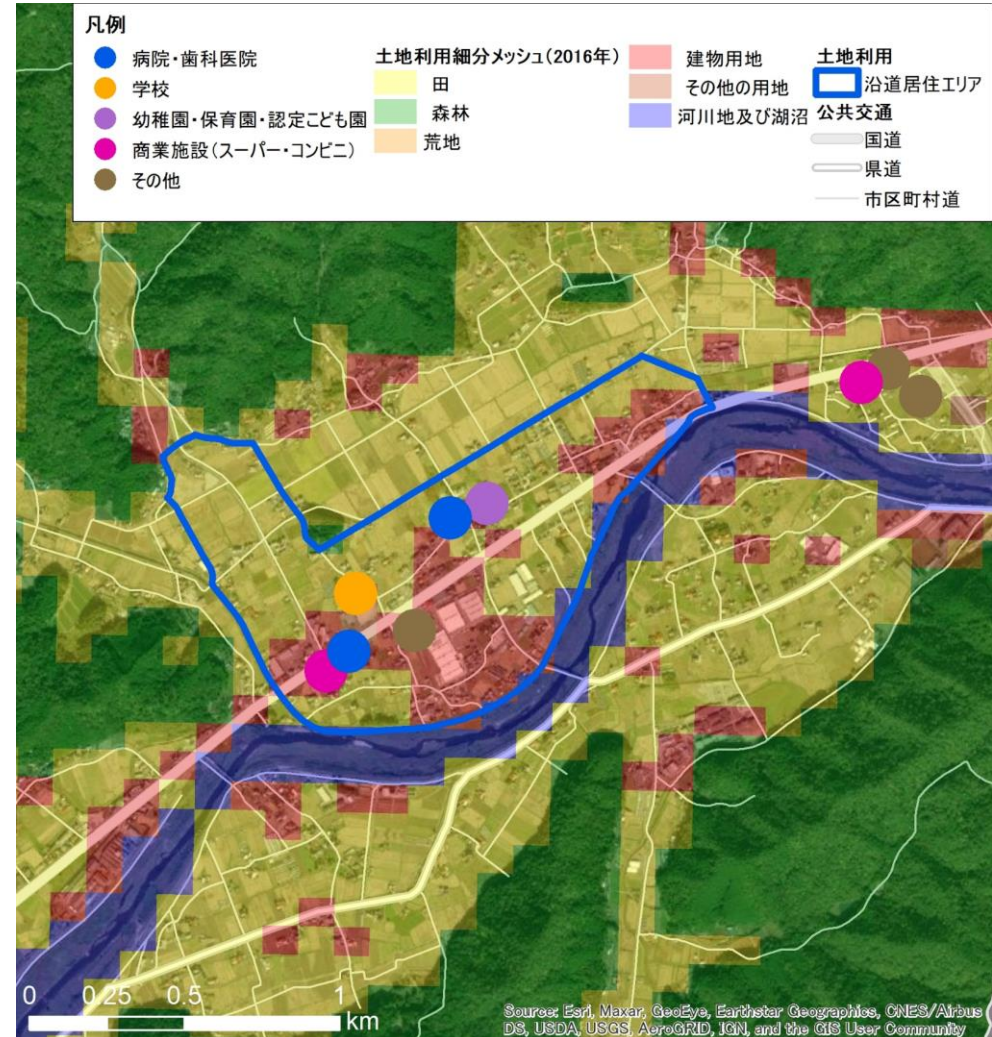 凡例
病院・歯科医院
学校
幼稚園・保育園・認定こども園
商業施設(スーパー・コンビニ)
その他
土地利用細分メッシュ(2016年)
田
森林
荒地
建物用地
その他の用地
河川地及び湖沼
土地利用
沿道居住エリア
公共交通
国道
県道
市区町村道
0 0.25 0.5 1
km
Source: Esri, Maxar, GeoEye, Earthstar Geographics, CNES/Airbus
DS, USDA, USGS, AeroGRID, IGN, and the GIS User Community